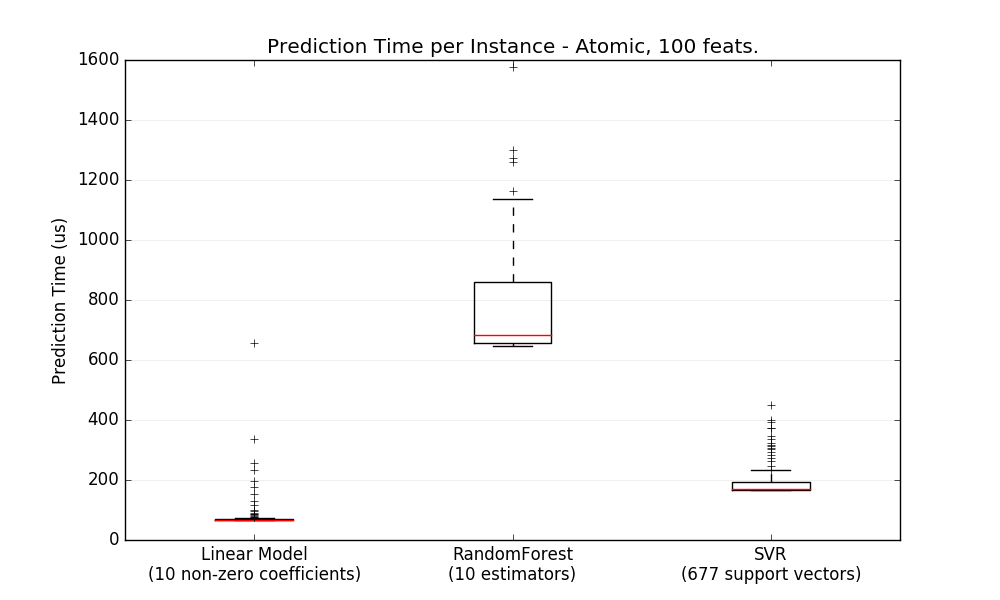 Prediction Time per Instance - Atomic, 100 feats.
1600
1400
1200
1000
800
600
400
200
0
Prediction Time (us)
Linear Model
(10 non-zero coefficients)
RandomForest
(10 estimators)
SVR
(677 support vectors)